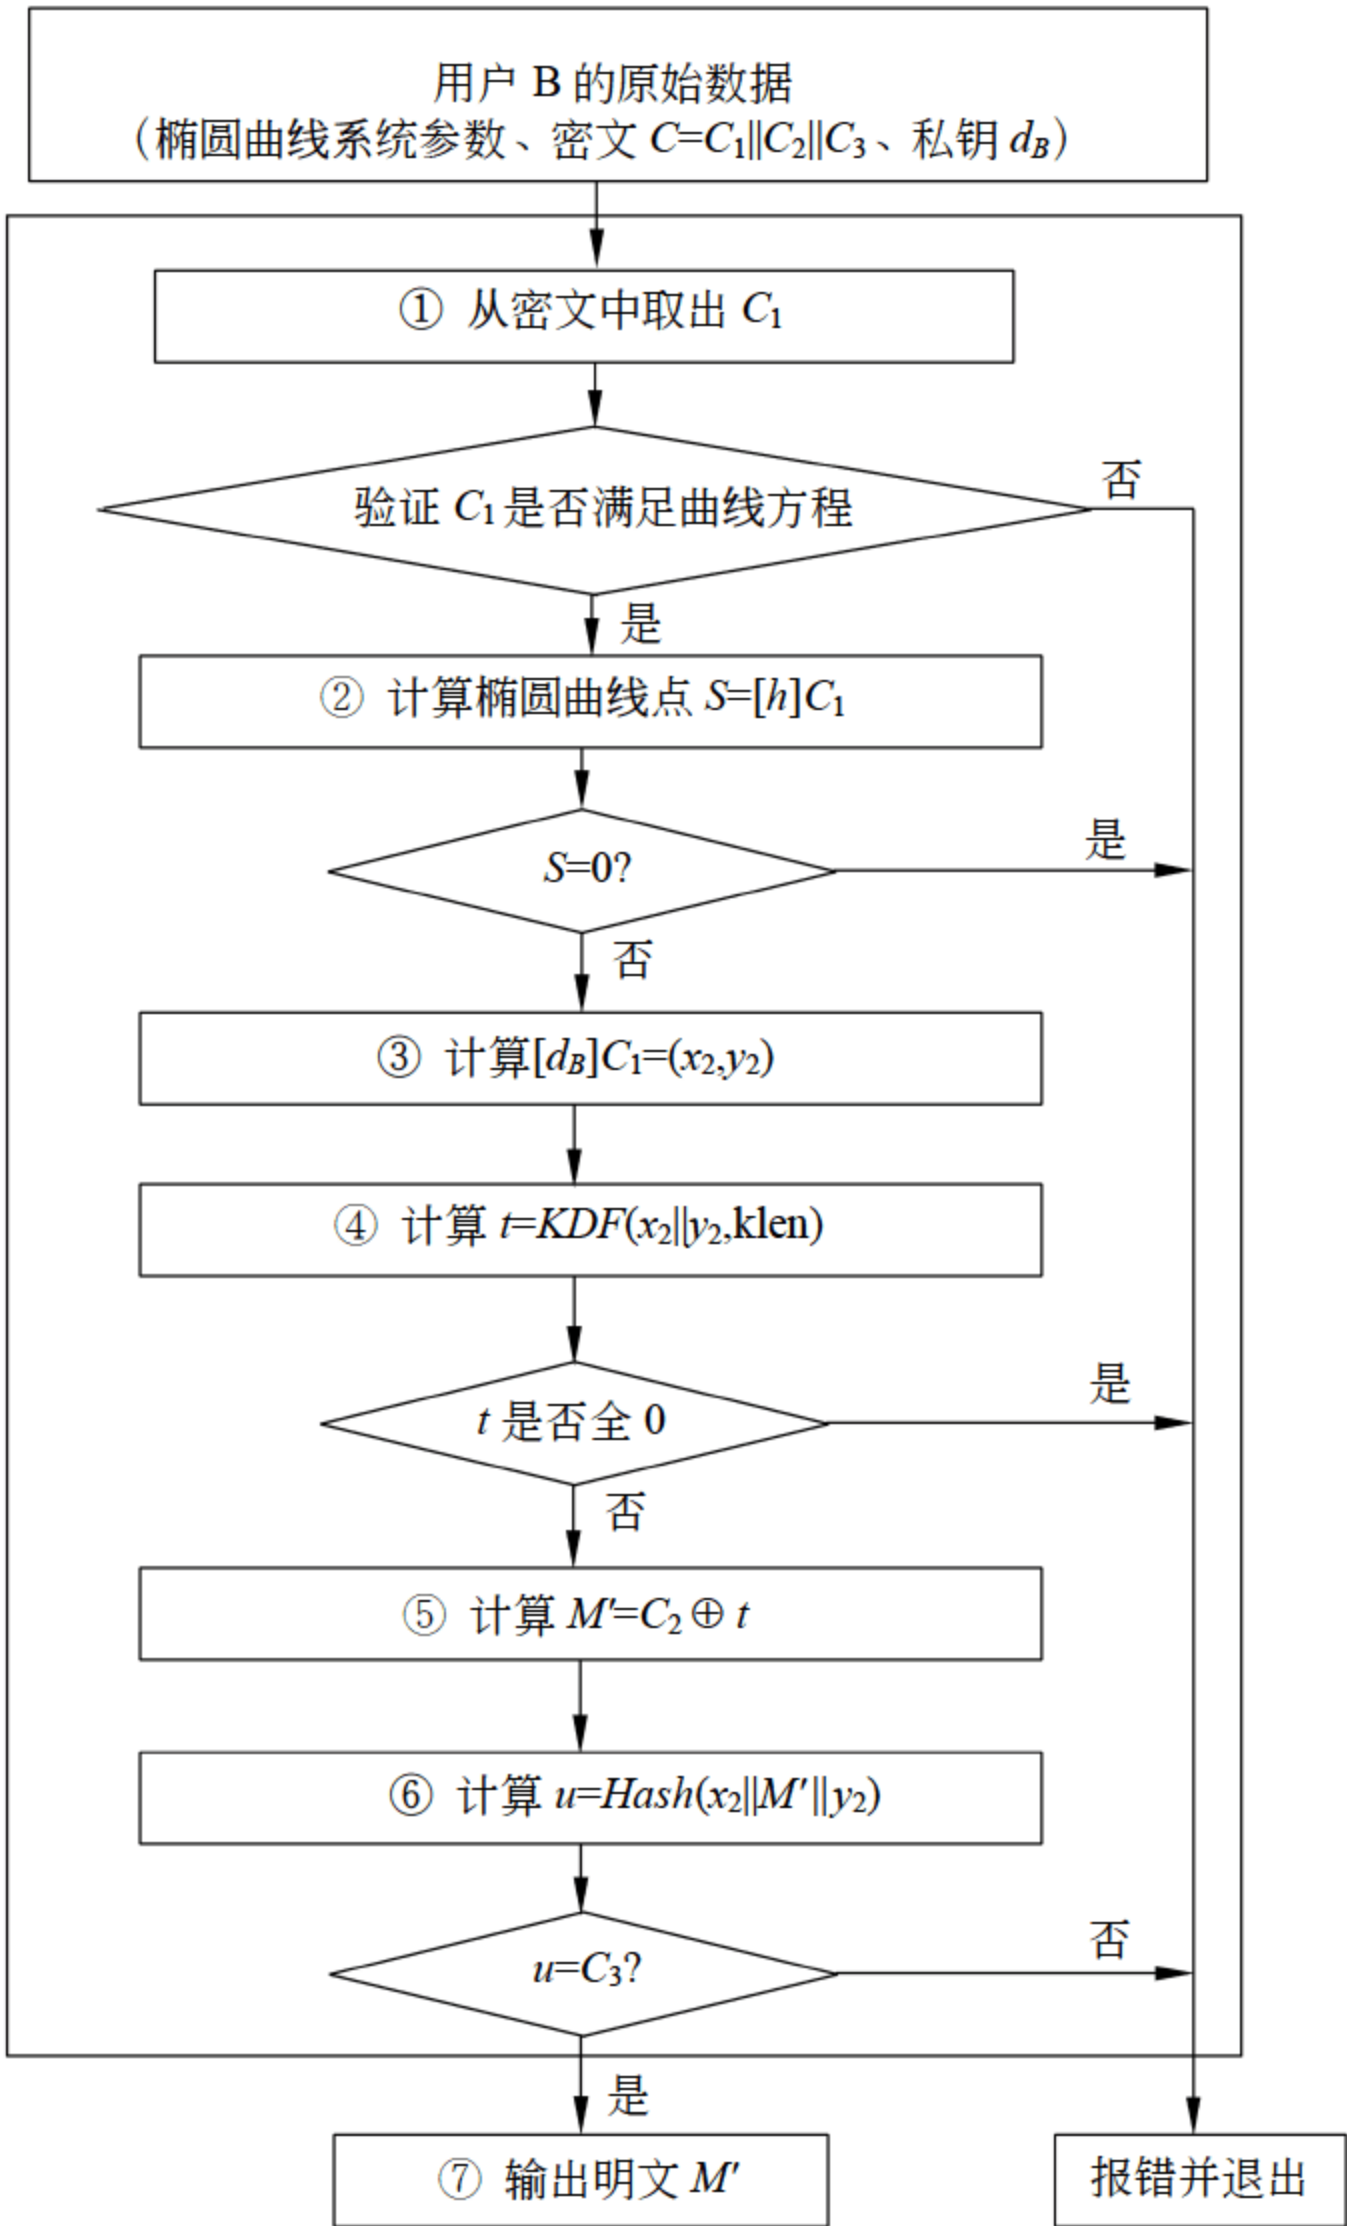 用户 B 的原始数据
（椭圆曲线系统参数、密文 C=C₁||C₂||C₃、私钥 d_B）
① 从密文中取出 C₁
验证 C₁ 是否满足曲线方程
否
是
② 计算椭圆曲线点 S=[h]C₁
S=0?
是
否
③ 计算[d_B]C₁=(x₂,y₂)
④ 计算 t=KDF(x₂||y₂,klen)
t 是否全 0
是
否
⑤ 计算 M′=C₂ ⊕ t
⑥ 计算 u=Hash(x₂||M′||y₂)
u=C₃?
否
是
⑦ 输出明文 M′
报错并退出